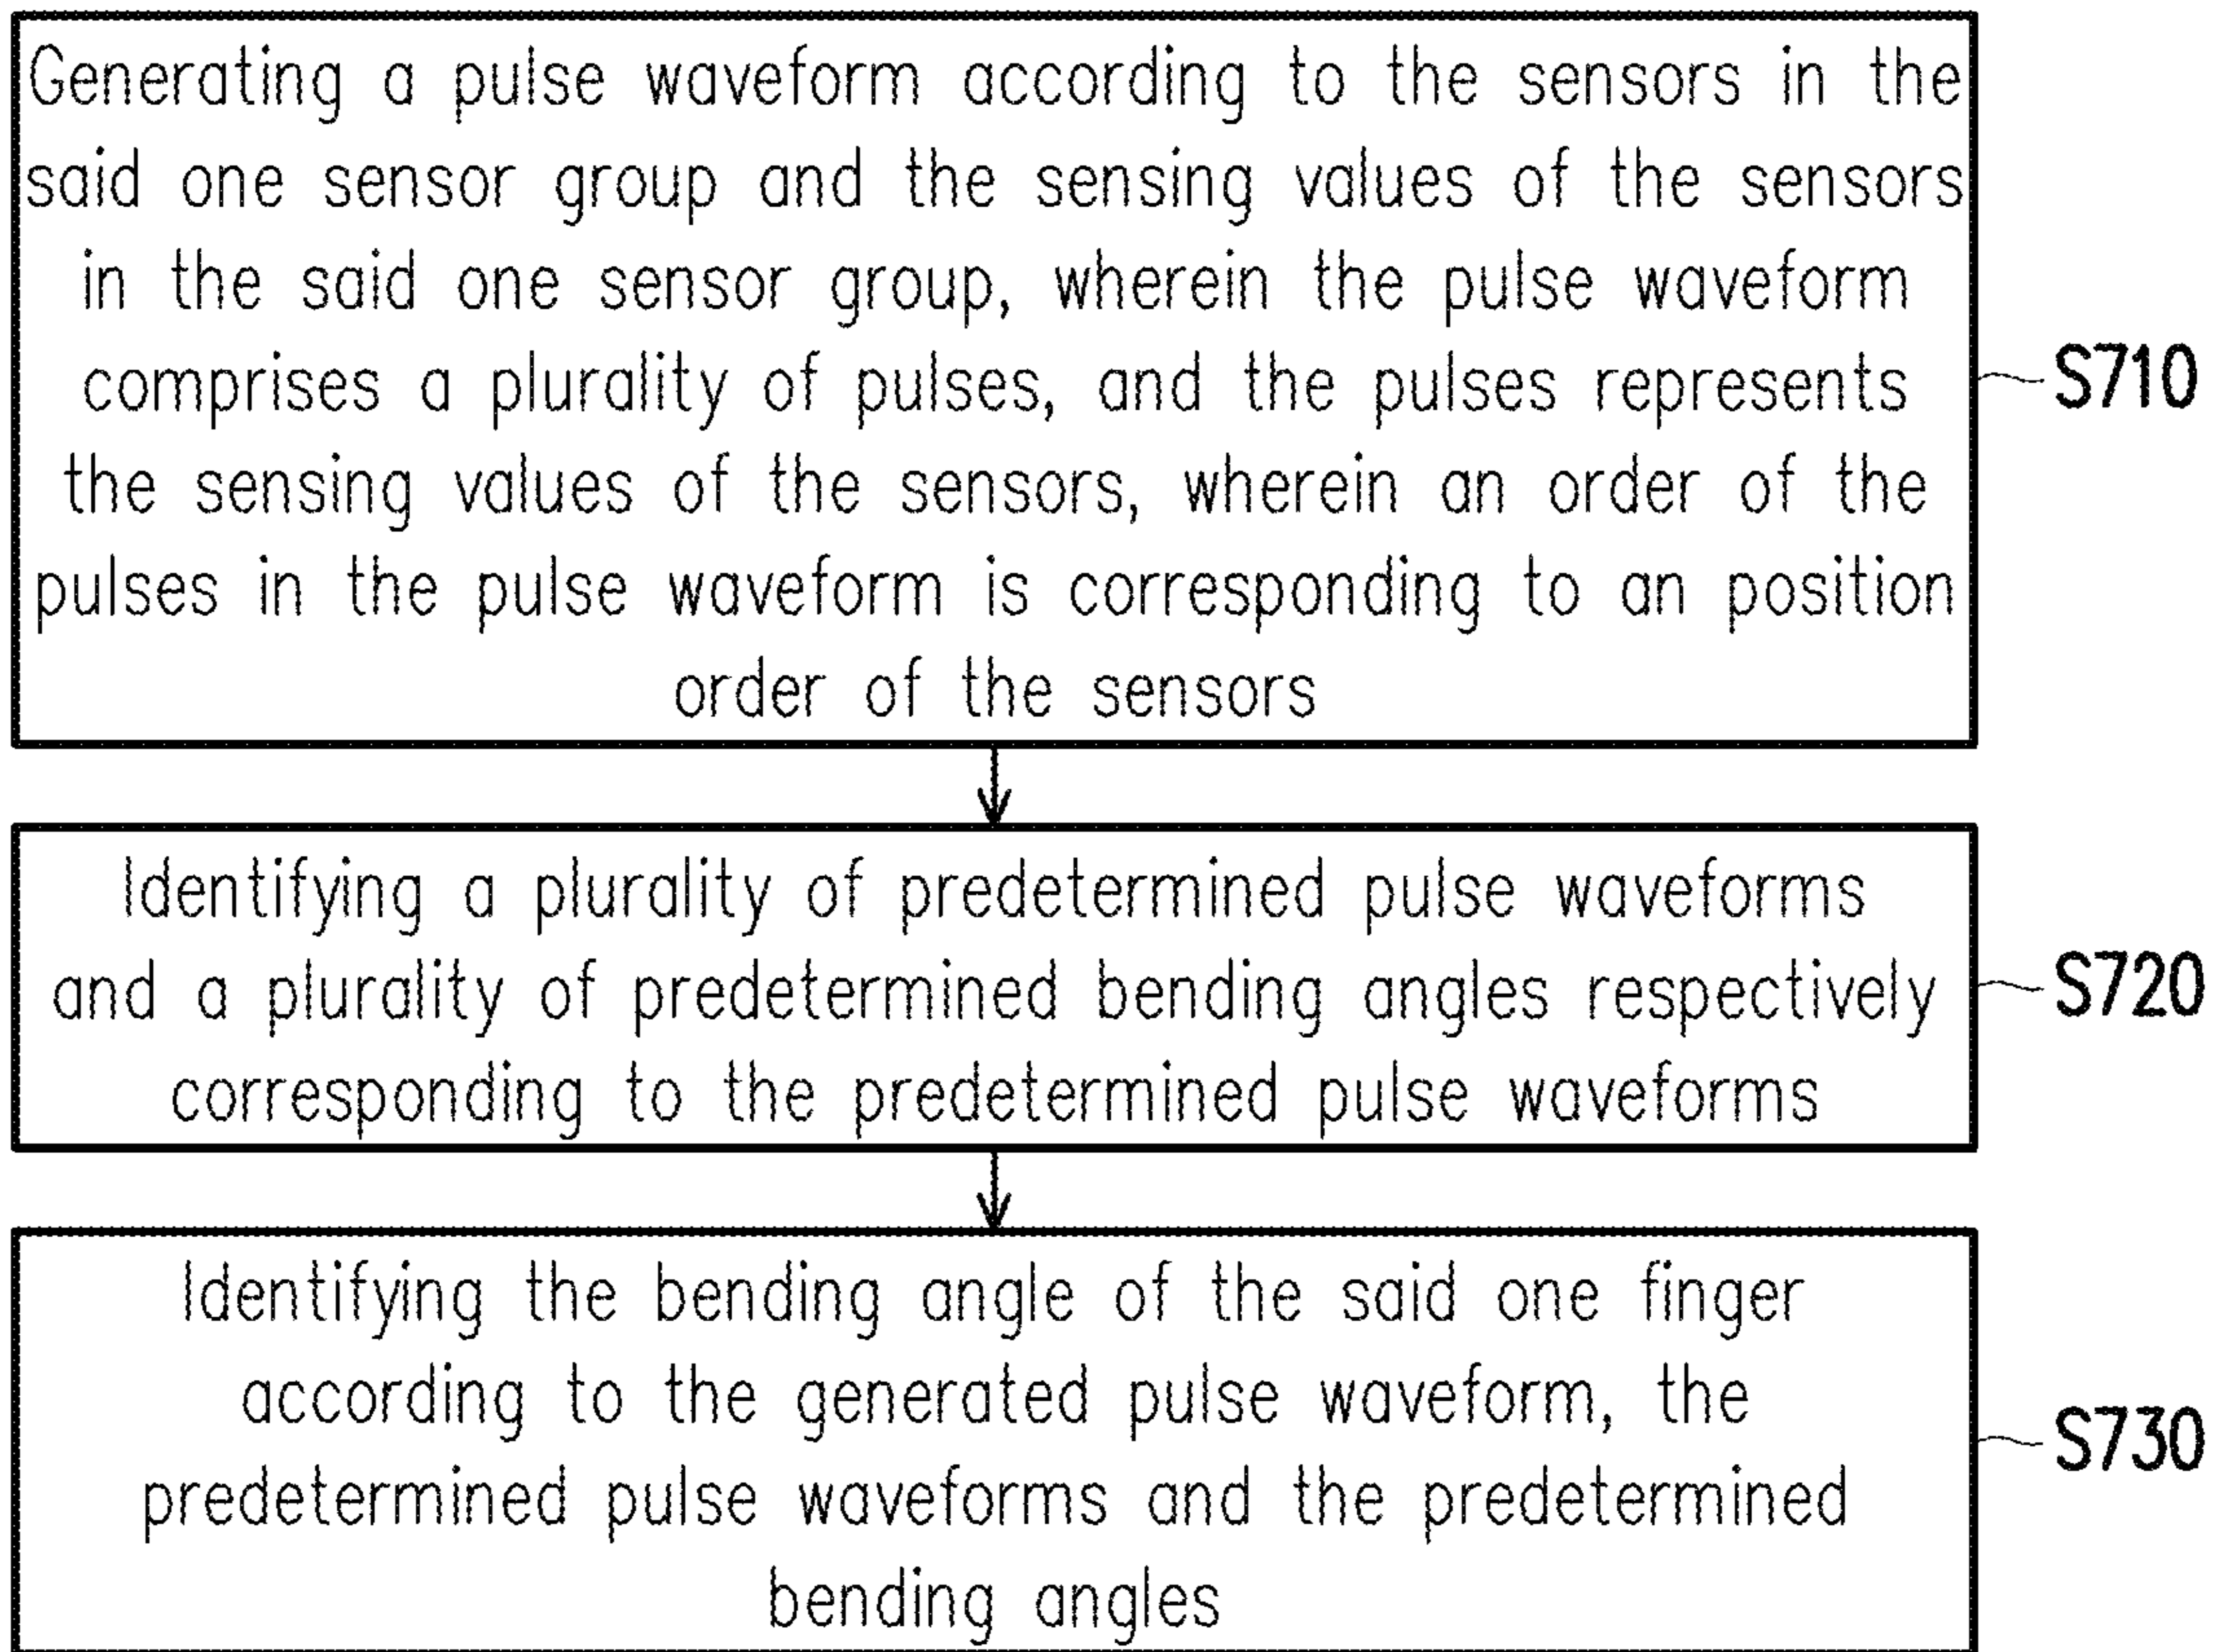 Generating a pulse waveform according to the sensors in the
said one sensor group and the sensing values of the sensors
in the said one sensor group, wherein the pulse waveform
comprises a plurality of pulses, and the pulses represents
the sensing values of the sensors, wherein an order of the
pulses in the pulse waveform is corresponding to an position
order of the sensors
S710
Identifying a plurality of predetermined pulse waveforms
and a plurality of predetermined bending angles respectively
corresponding to the predetermined pulse waveforms
S720
Identifying the bending angle of the said one finger
according to the generated pulse waveform, the
predetermined pulse waveforms and the predetermined
bending angles
S730